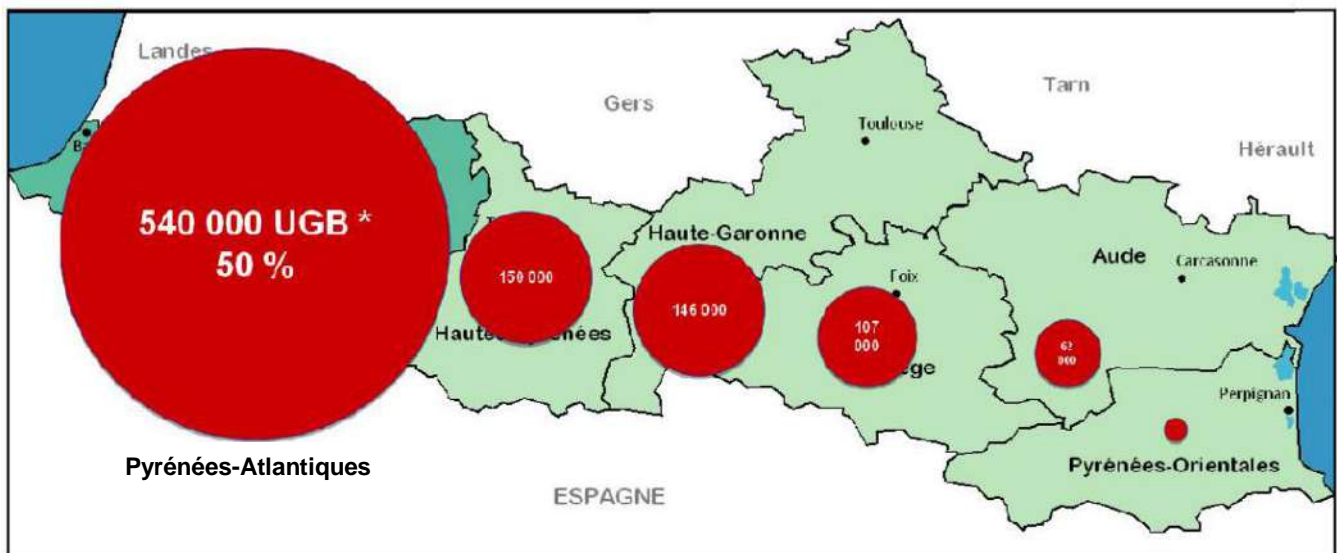 Landes
Gers
Tarn
Hérault
Toulouse
540 000 UGB *
50 %
150 000
Haute-Garonne
146 000
Foix
107
000
Aude
Carcasonne
Perpignan
Pyrénées-Orientales
Pyrénées-Atlantiques
ESPAGNE